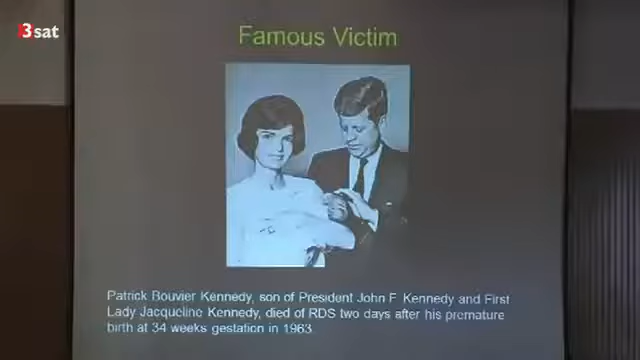 3sat
Famous Victim
Patrick Bouvier Kennedy, son of President John F. Kennedy and First
Lady Jacqueline Kennedy, died of RDS two days after his premature
birth at 34 weeks gestation in 1963